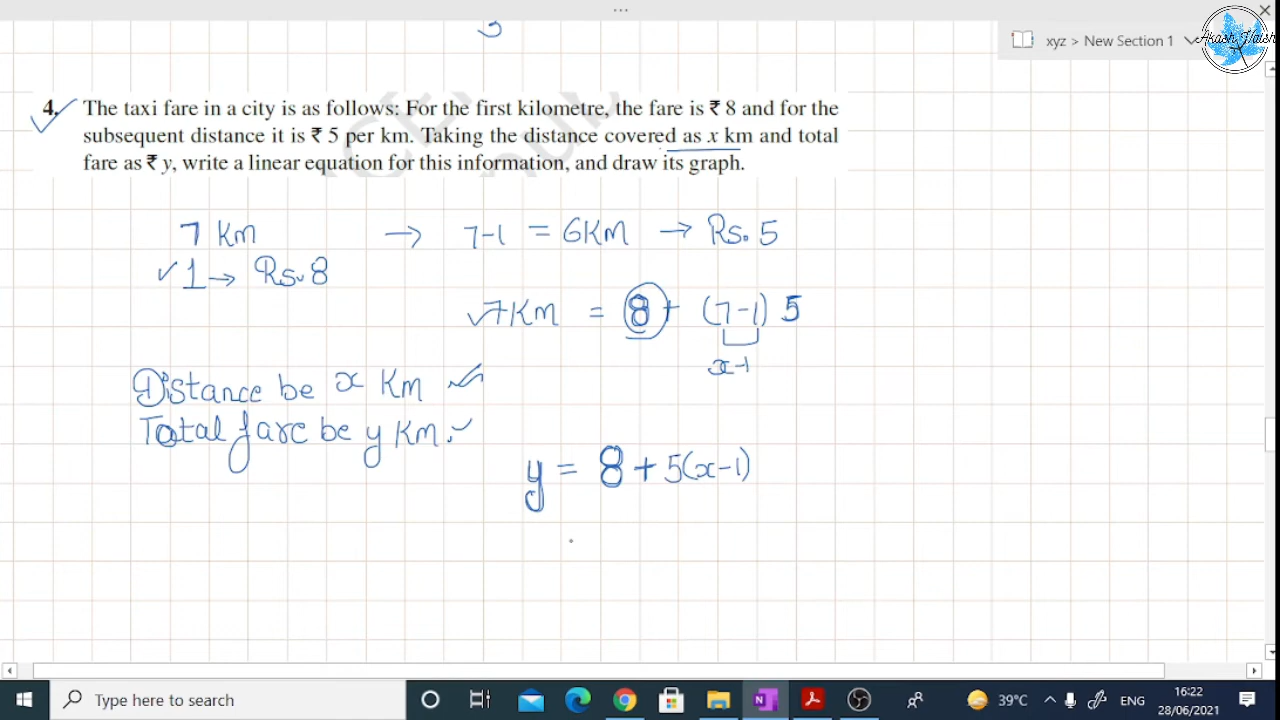 ...
xyz > New Section 1
4. The taxi fare in a city is as follows: For the first kilometre, the fare is ₹ 8 and for the
subsequent distance it is ₹ 5 per km. Taking the distance covered as x km and total
fare as ₹ y, write a linear equation for this information, and draw its graph.
7 Km → 7-1 = 6KM → Rs. 5
✓ 1 → Rs. 8
✓7KM = 8 + (7-1) 5
x-1
Distance be x Km ✓
Total fare be y Km. ✓
y = 8 + 5(x-1)
Type here to search
39°C
ENG
16:22
28/06/2021